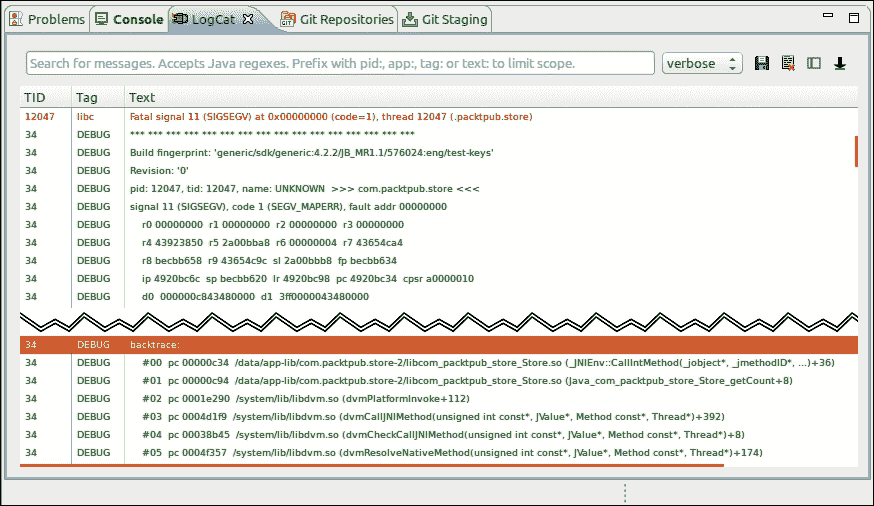 Problems Console LogCat Git Repositories Git Staging
Search for messages. Accepts Java regexes. Prefix with pid:, app:, tag: or text: to limit scope. verbose
TID Tag Text
12047 libc Fatal signal 11 (SIGSEGV) at 0x00000000 (code=1), thread 12047 (.packtpub.store)
34 DEBUG *** *** *** *** *** *** *** *** *** *** *** *** *** *** *** ***
34 DEBUG Build fingerprint: 'generic/sdk/generic:4.2.2/JB_MR1.1/576024:eng/test-keys'
34 DEBUG Revision: '0'
34 DEBUG pid: 12047, tid: 12047, name: UNKNOWN >>> com.packtpub.store <<<
34 DEBUG signal 11 (SIGSEGV), code 1 (SEGV_MAPERR), fault addr 00000000
34 DEBUG r0 00000000 r1 00000000 r2 00000000 r3 00000000
34 DEBUG r4 43923850 r5 2a00bba8 r6 00000004 r7 43654ca4
34 DEBUG r8 becbb658 r9 43654c9c sl 2a00bbb8 fp becbb634
34 DEBUG ip 4920bc6c sp becbb620 lr 4920bc98 pc 4920bc34 cpsr a0000010
34 DEBUG d0 000000c843480000 d1 3ff0000043480000
34 DEBUG backtrace:
34 DEBUG #00 pc 00000c34 /data/app-lib/com.packtpub.store-2/libcom_packtpub_store_Store.so (_JNIEnv::CallIntMethod(_jobject*, _jmethodID*, ...)+36)
34 DEBUG #01 pc 00000c94 /data/app-lib/com.packtpub.store-2/libcom_packtpub_store_Store.so (Java_com_packtpub_store_Store_getCount+8)
34 DEBUG #02 pc 0001e290 /system/lib/libdvm.so (dvmPlatformInvoke+112)
34 DEBUG #03 pc 0004d1f9 /system/lib/libdvm.so (dvmCallJNIMethod(unsigned int const*, JValue*, Method const*, Thread*)+392)
34 DEBUG #04 pc 00038b45 /system/lib/libdvm.so (dvmCheckCallJNIMethod(unsigned int const*, JValue*, Method const*, Thread*)+8)
34 DEBUG #05 pc 0004f357 /system/lib/libdvm.so (dvmResolveNativeMethod(unsigned int const*, JValue*, Method const*, Thread*)+174)